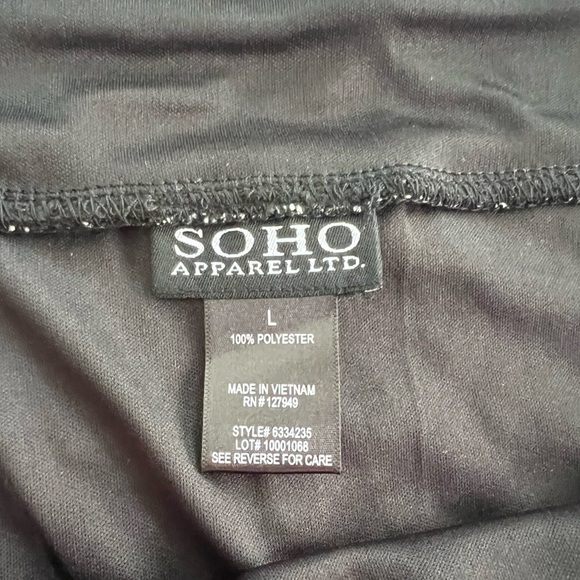 SOHO
APPAREL LTD.
L
100% POLYESTER
MADE IN VIETNAM
RN# 127949
STYLE# 6334235
LOT# 10001068
SEE REVERSE FOR CARE